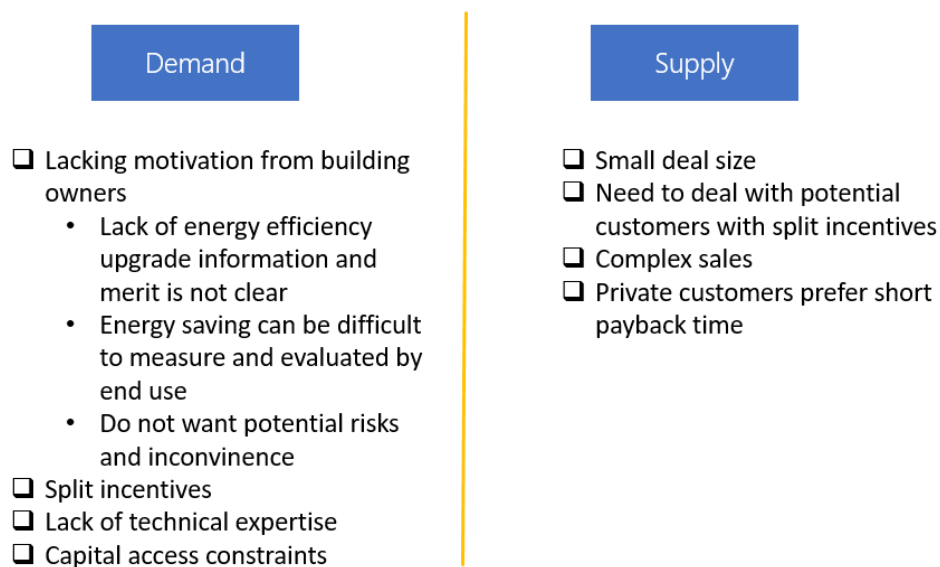 Demand
❑ Lacking motivation from building
owners
• Lack of energy efficiency
upgrade information and
merit is not clear
• Energy saving can be difficult
to measure and evaluated by
end use
• Do not want potential risks
and inconvinence
❑ Split incentives
❑ Lack of technical expertise
❑ Capital access constraints
Supply
❑ Small deal size
❑ Need to deal with potential
customers with split incentives
❑ Complex sales
❑ Private customers prefer short
payback time